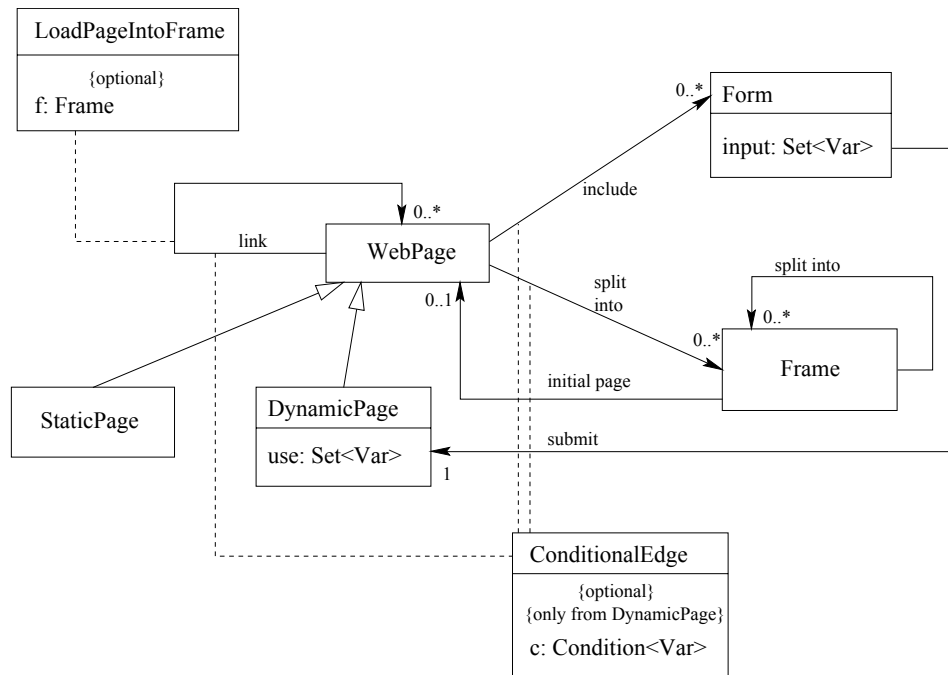 LoadPageIntoFrame
{optional}
f: Frame
0..*
Form
input: Set<Var>
include
0..*
link
WebPage
split
into
split into
0..1
0..*
0..*
Frame
initial page
StaticPage
DynamicPage
use: Set<Var>
submit
1
ConditionalEdge
{optional}
{only from DynamicPage}
c: Condition<Var>